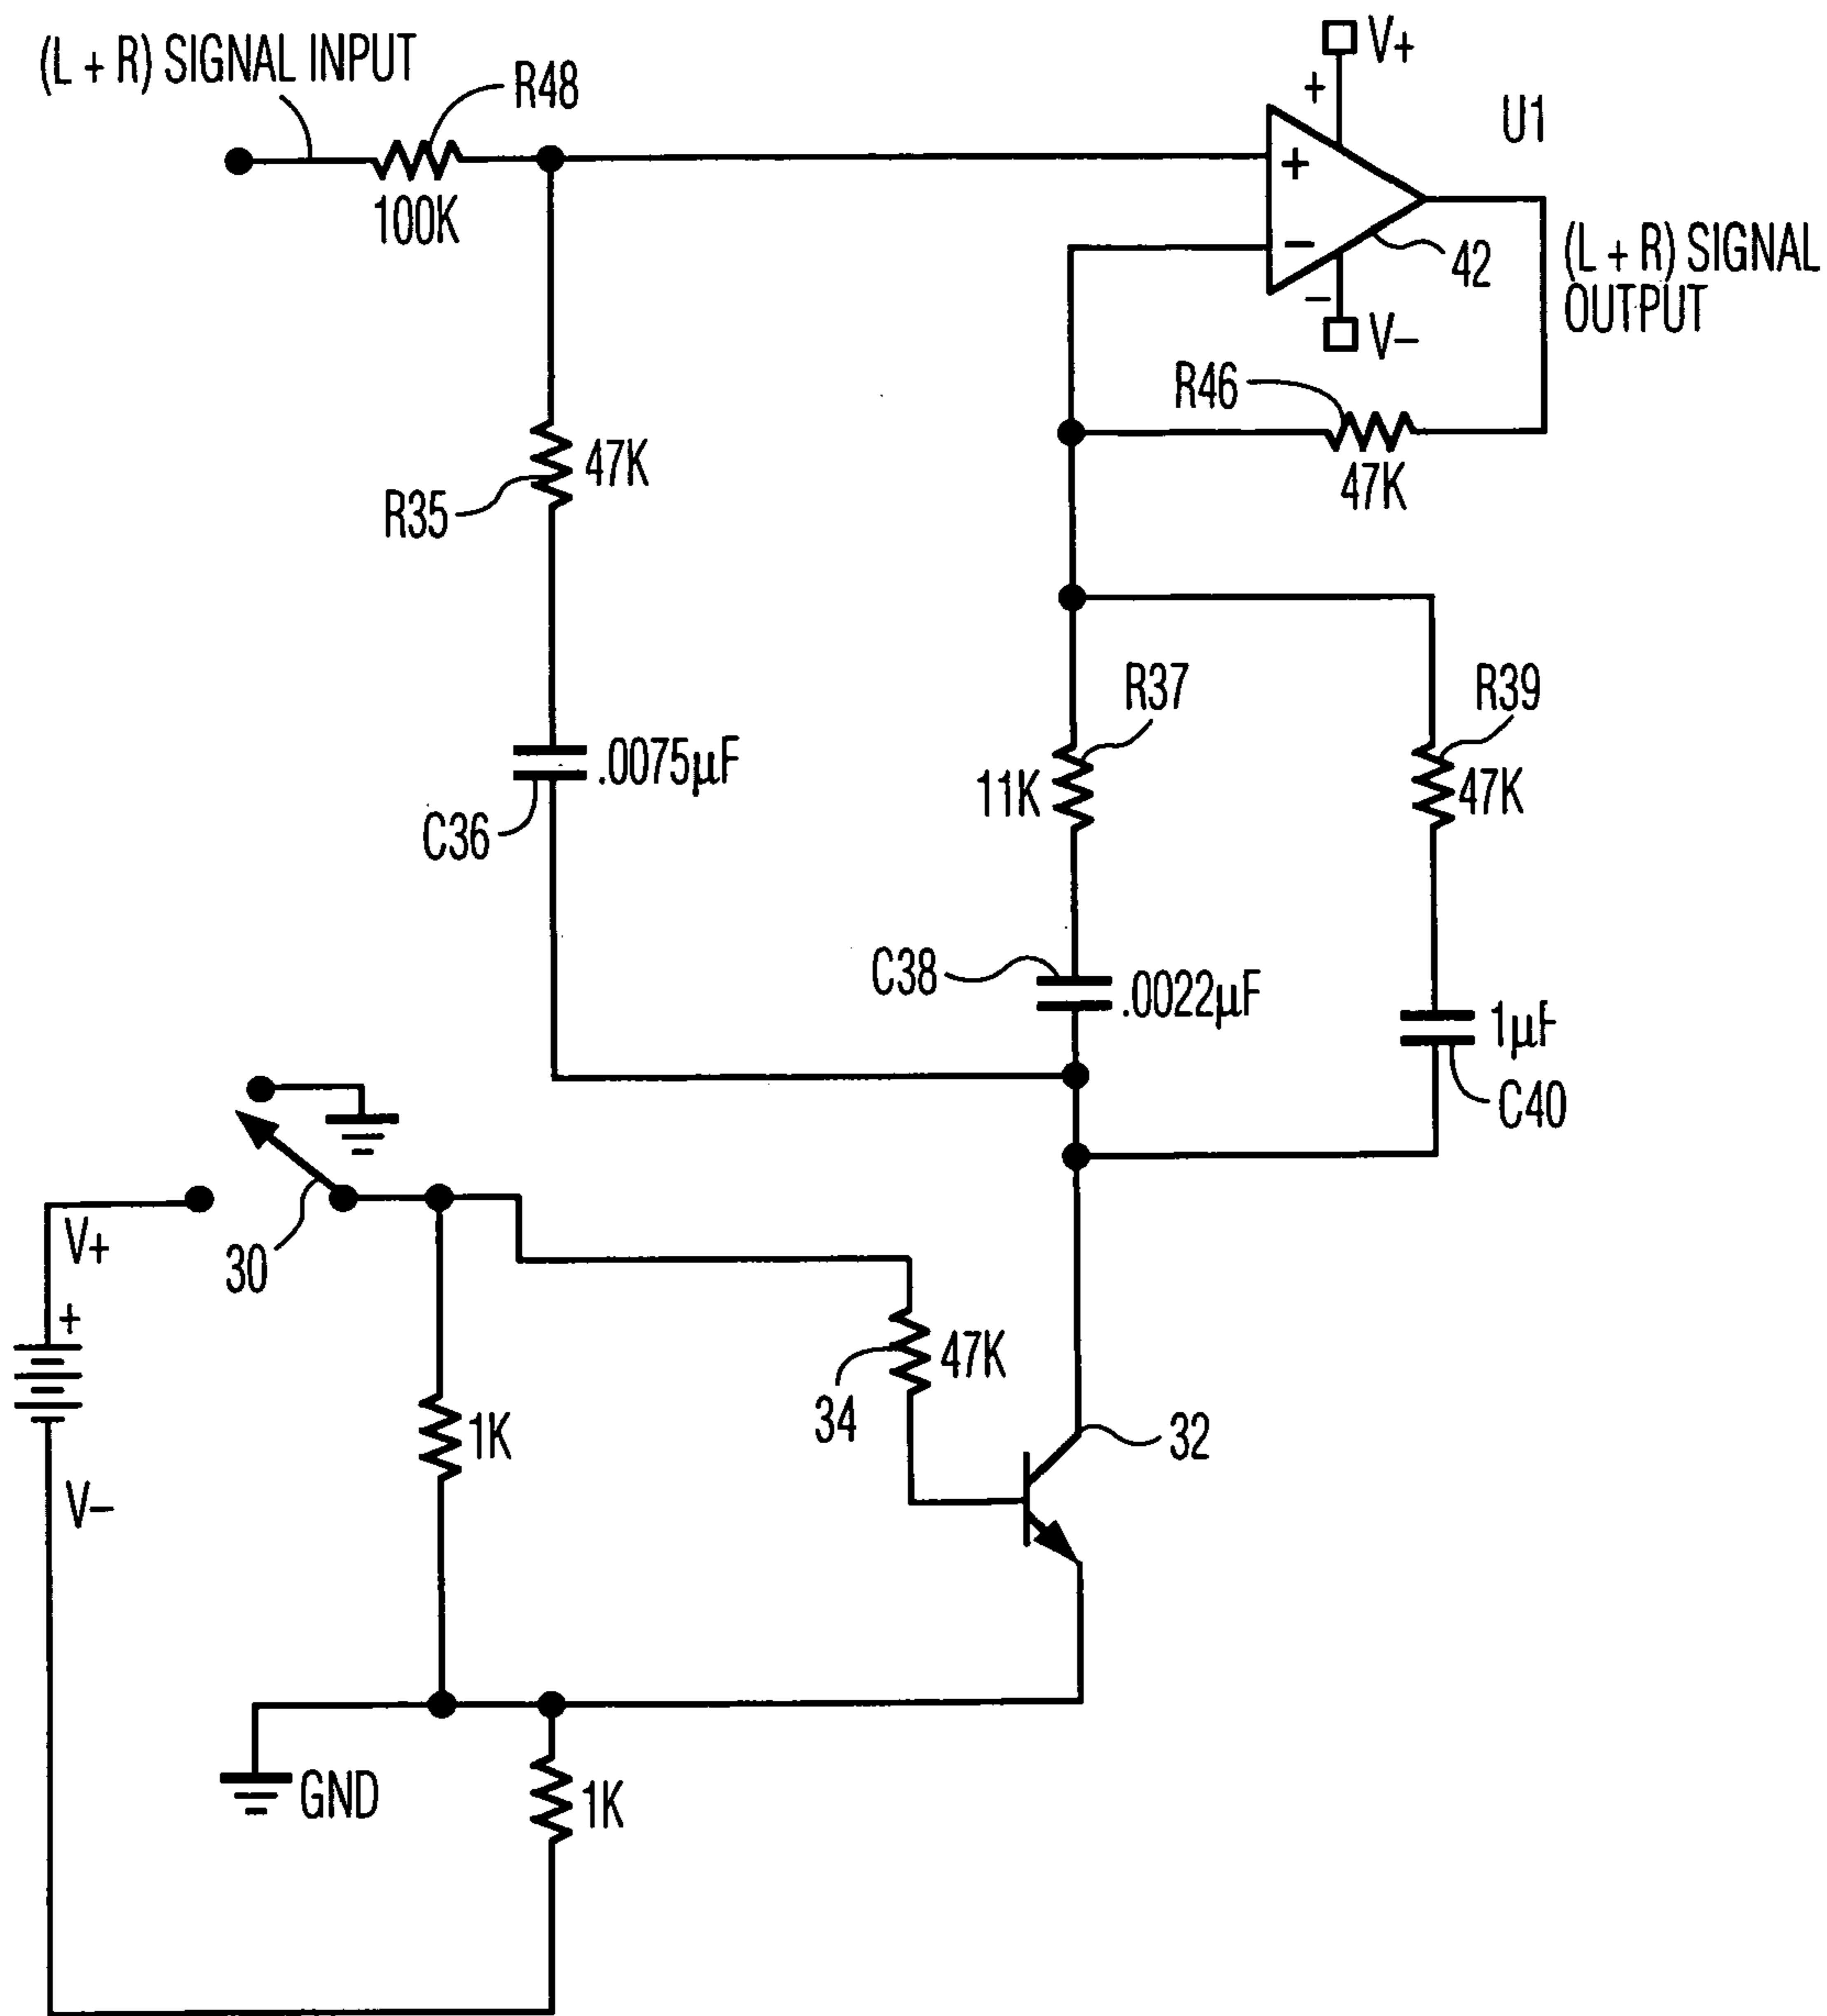 (L + R) SIGNAL INPUT
R48
100K
V+
+
U1
+
−
−
V−
42
(L + R) SIGNAL
OUTPUT
R46
47K
47K
R35
R37
11K
R39
47K
.0075µF
C36
C38
.0022µF
1µF
C40
V+
30
+
47K
34
1K
32
V−
GND
1K